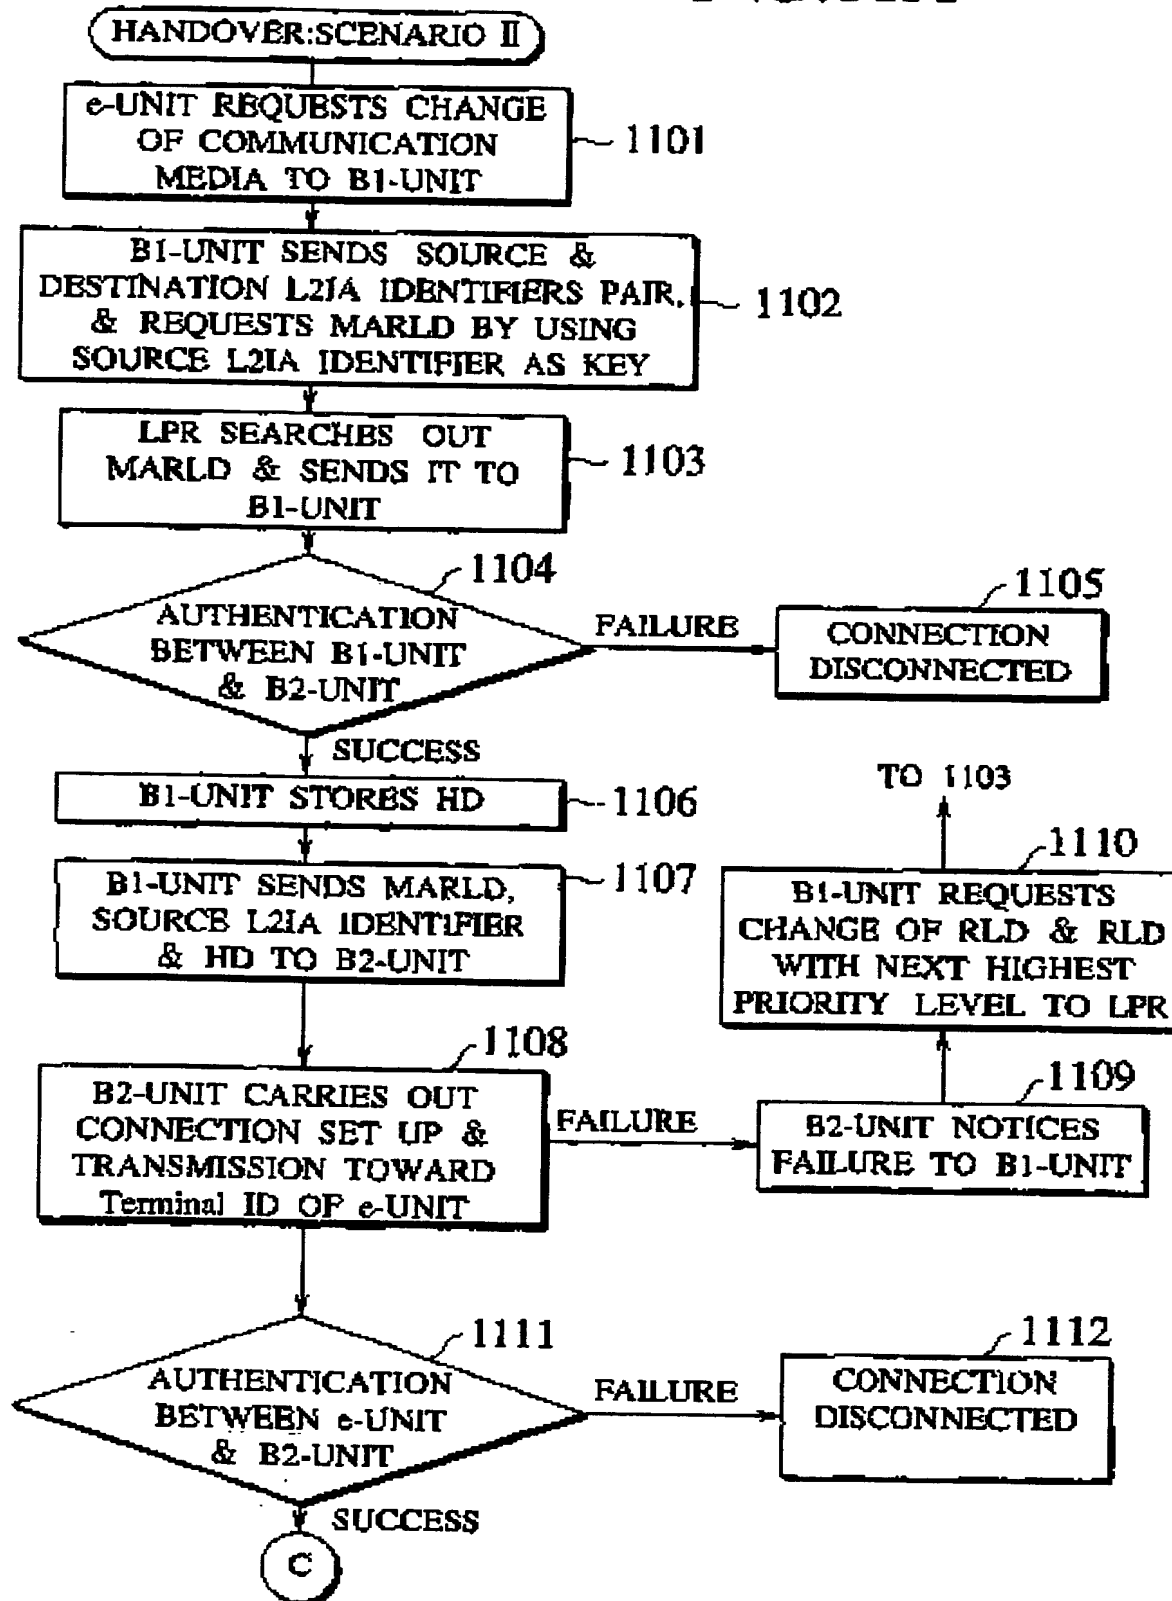 HANDOVER:SCENARIO II
e-UNIT REQUESTS CHANGE
OF COMMUNICATION
MEDIA TO B1-UNIT
1101
B1-UNIT SENDS SOURCE &
DESTINATION L2IA IDENTIFIERS PAIR,
& REQUESTS MARLD BY USING
SOURCE L2IA IDENTIFIER AS KEY
1102
LPR SEARCHES OUT
MARLD & SENDS IT TO
B1-UNIT
1103
1104
AUTHENTICATION
BETWEEN B1-UNIT
& B2-UNIT
FAILURE
1105
CONNECTION
DISCONNECTED
SUCCESS
B1-UNIT STORES HD
1106
B1-UNIT SENDS MARLD,
SOURCE L2IA IDENTIFIER
& HD TO B2-UNIT
1107
TO 1103
1110
B1-UNIT REQUESTS
CHANGE OF RLD & RLD
WITH NEXT HIGHEST
PRIORITY LEVEL TO LPR
1108
B2-UNIT CARRIES OUT
CONNECTION SET UP &
TRANSMISSION TOWARD
Terminal ID OF e-UNIT
FAILURE
1109
B2-UNIT NOTICES
FAILURE TO B1-UNIT
1111
AUTHENTICATION
BETWEEN e-UNIT
& B2-UNIT
FAILURE
1112
CONNECTION
DISCONNECTED
SUCCESS
C